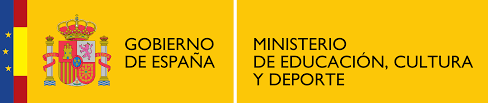 GOBIERNO
DE ESPAÑA
MINISTERIO
DE EDUCACIÓN, CULTURA
Y DEPORTE